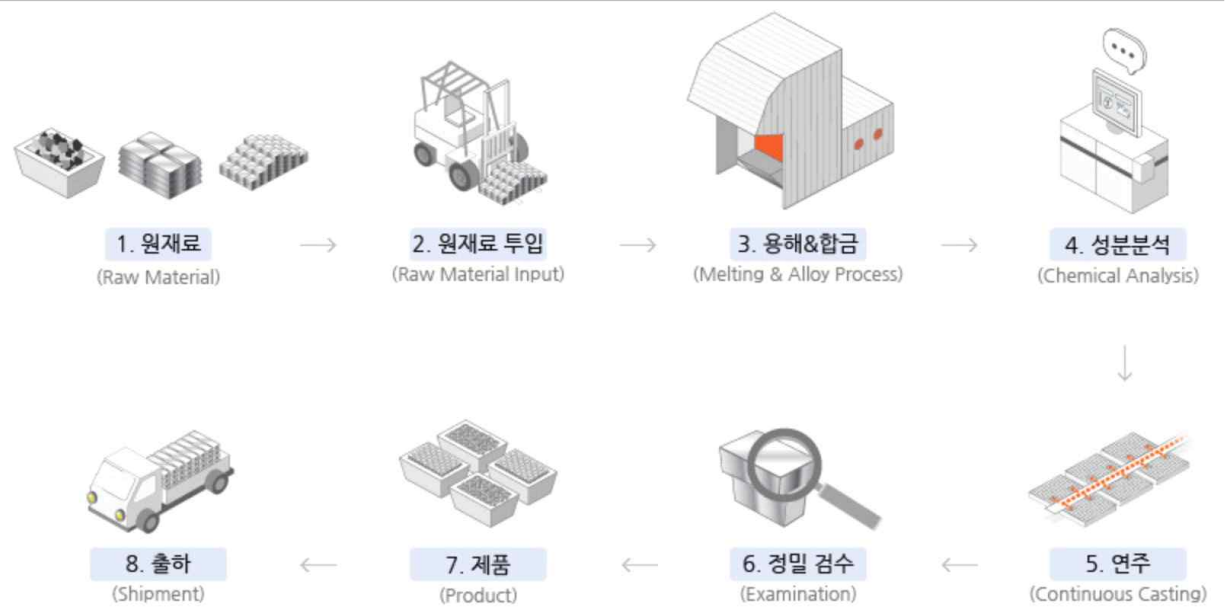 1. 원재료
(Raw Material)
2. 원재료 투입
(Raw Material Input)
3. 용해&합금
(Melting & Alloy Process)
4. 성분분석
(Chemical Analysis)
5. 연주
(Continuous Casting)
6. 정밀 검수
(Examination)
7. 제품
(Product)
8. 출하
(Shipment)